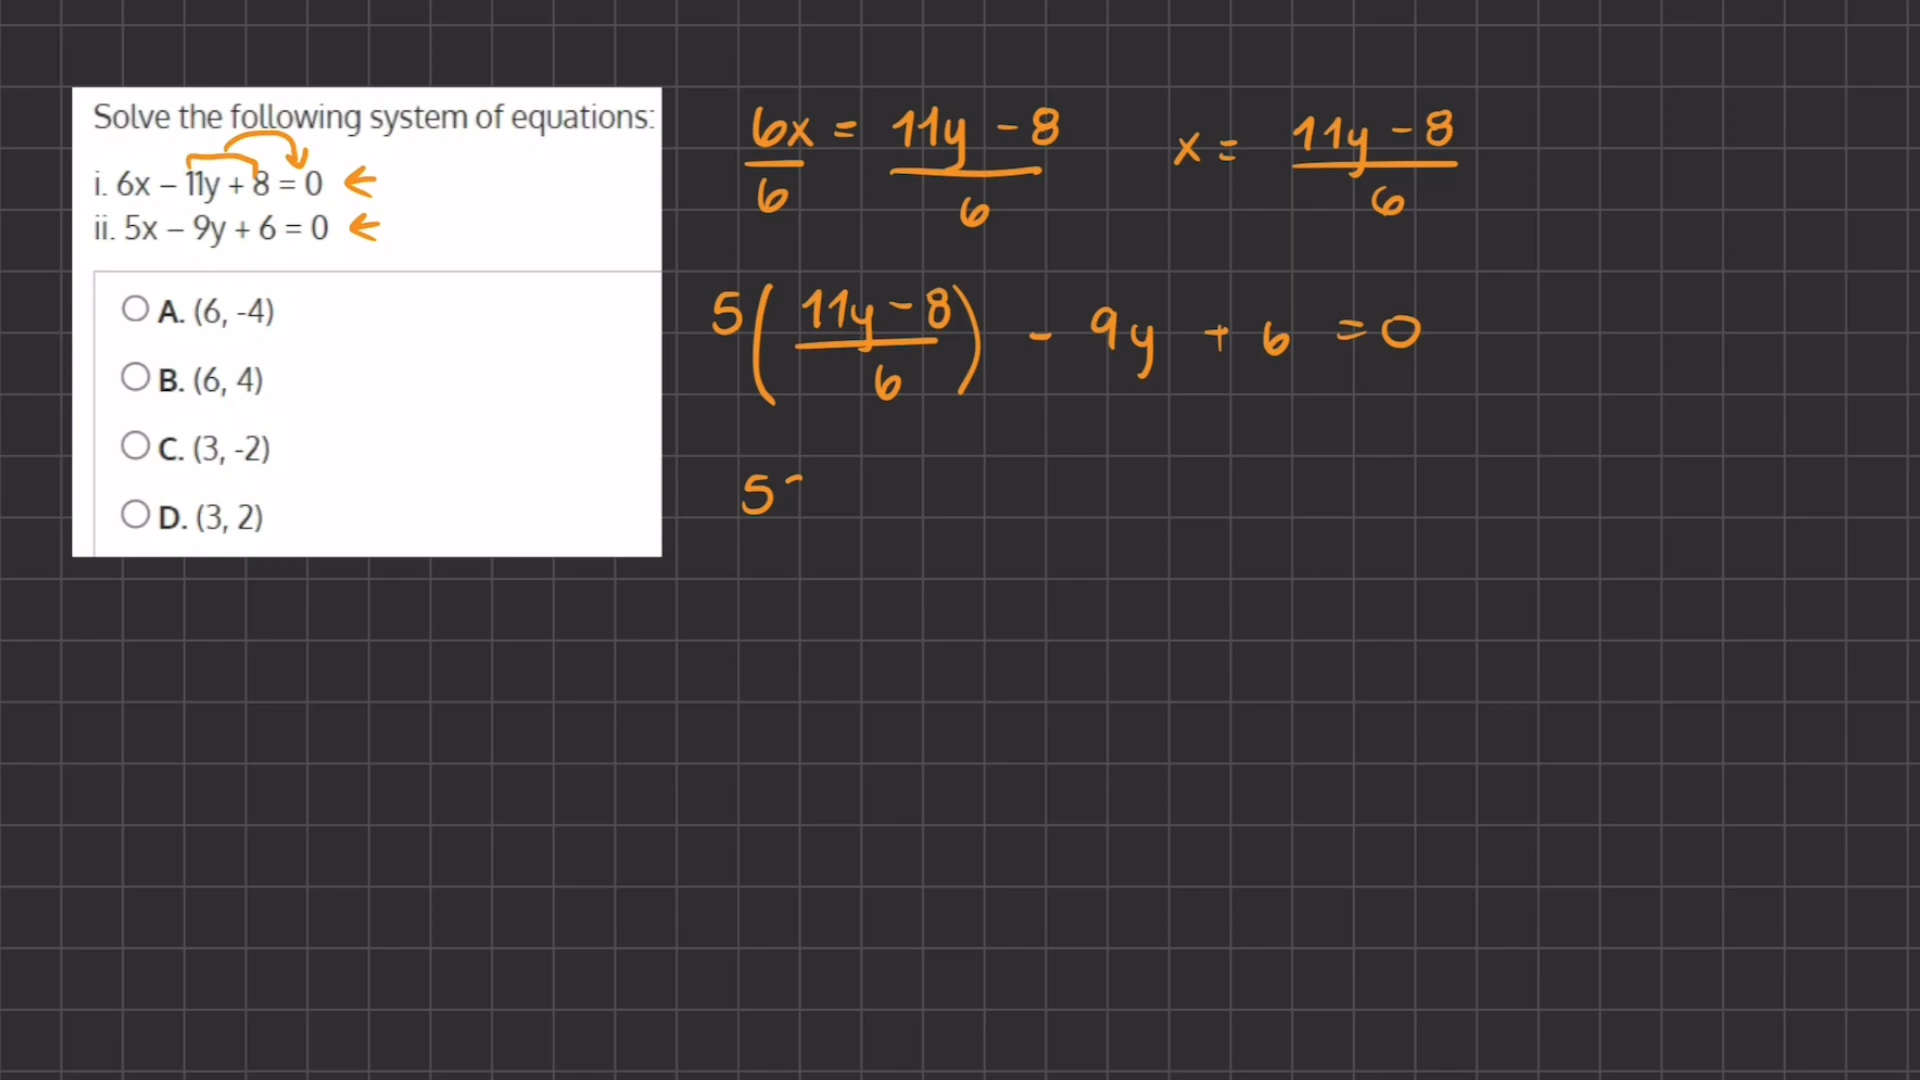 Solve the following system of equations:
i. 6x – 11y + 8 = 0
ii. 5x – 9y + 6 = 0
A. (6, -4)
B. (6, 4)
C. (3, -2)
D. (3, 2)
6x/6 = (11y - 8)/6
x = (11y - 8)/6
5((11y - 8)/6) - 9y + 6 = 0
5